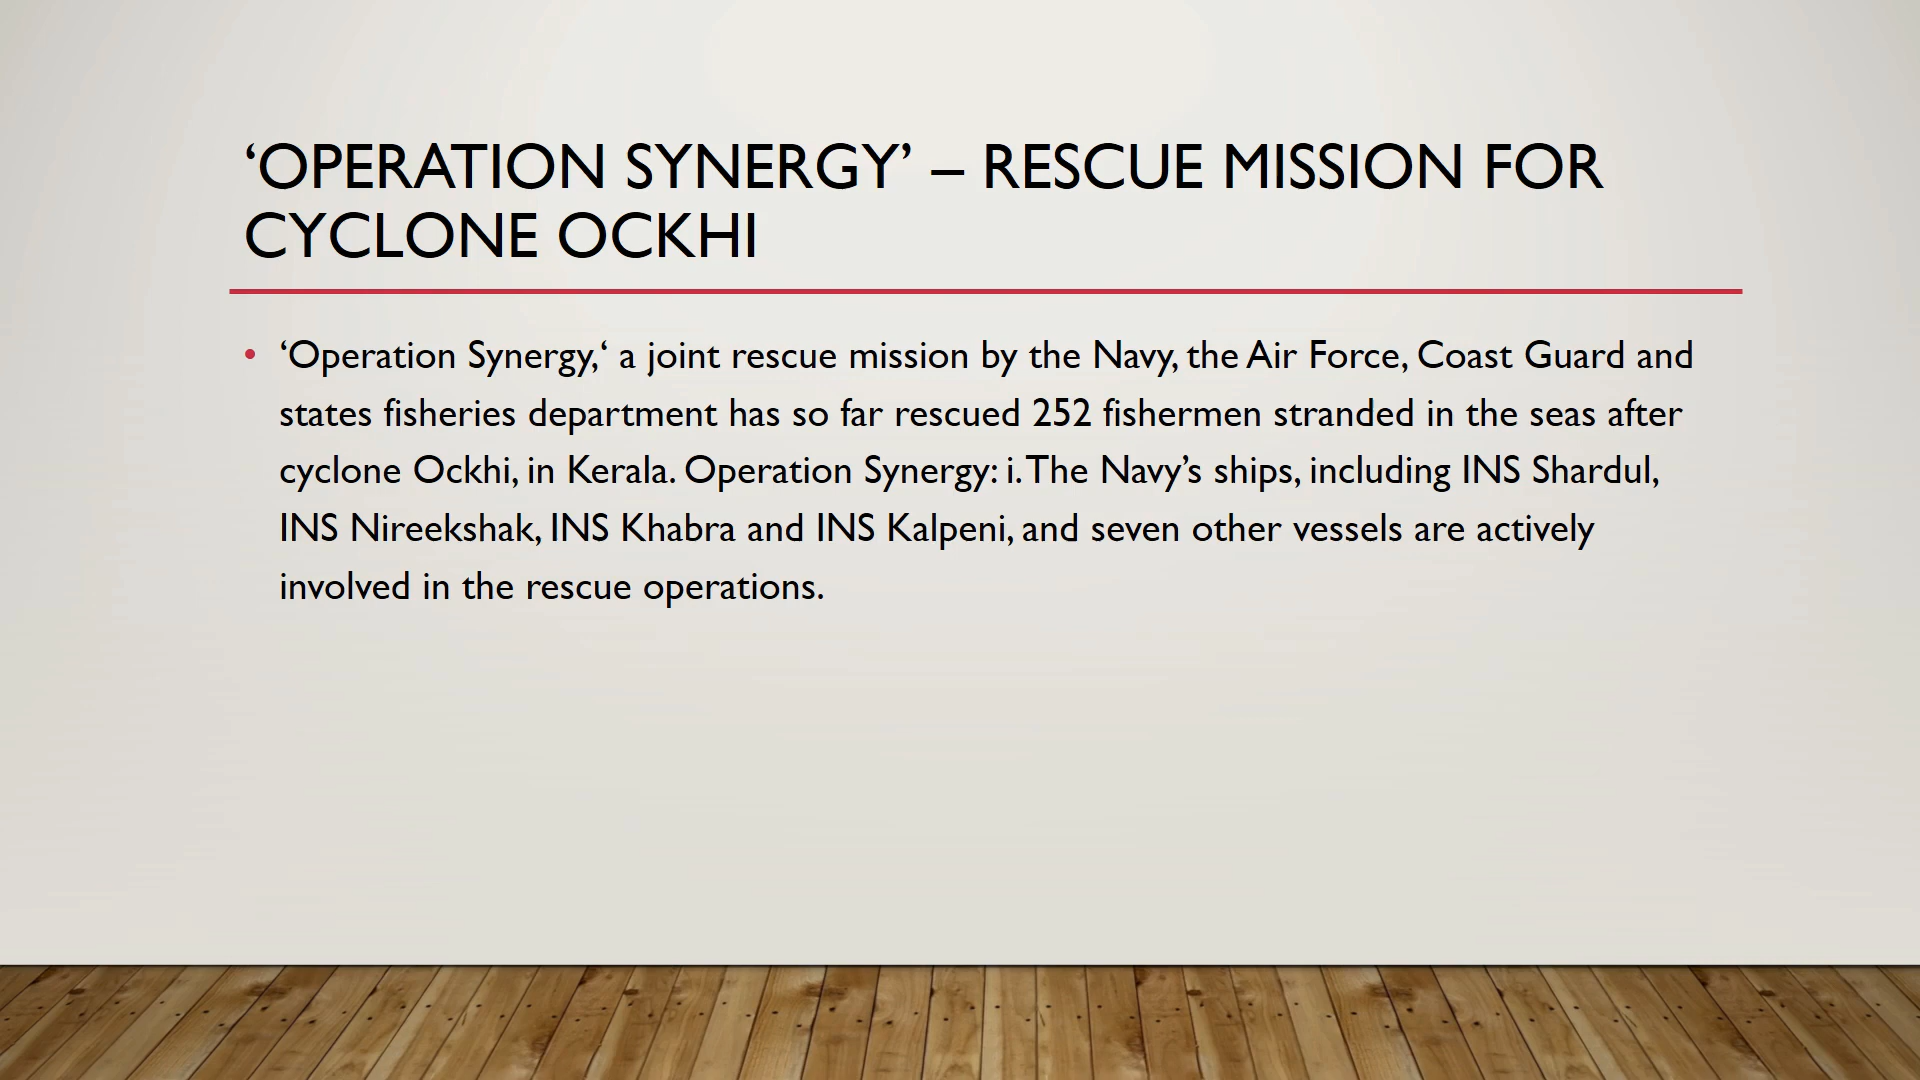 ‘OPERATION SYNERGY’ – RESCUE MISSION FOR
CYCLONE OCKHI
• ‘Operation Synergy,‘ a joint rescue mission by the Navy, the Air Force, Coast Guard and
states fisheries department has so far rescued 252 fishermen stranded in the seas after
cyclone Ockhi, in Kerala. Operation Synergy: i. The Navy’s ships, including INS Shardul,
INS Nireekshak, INS Khabra and INS Kalpeni, and seven other vessels are actively
involved in the rescue operations.